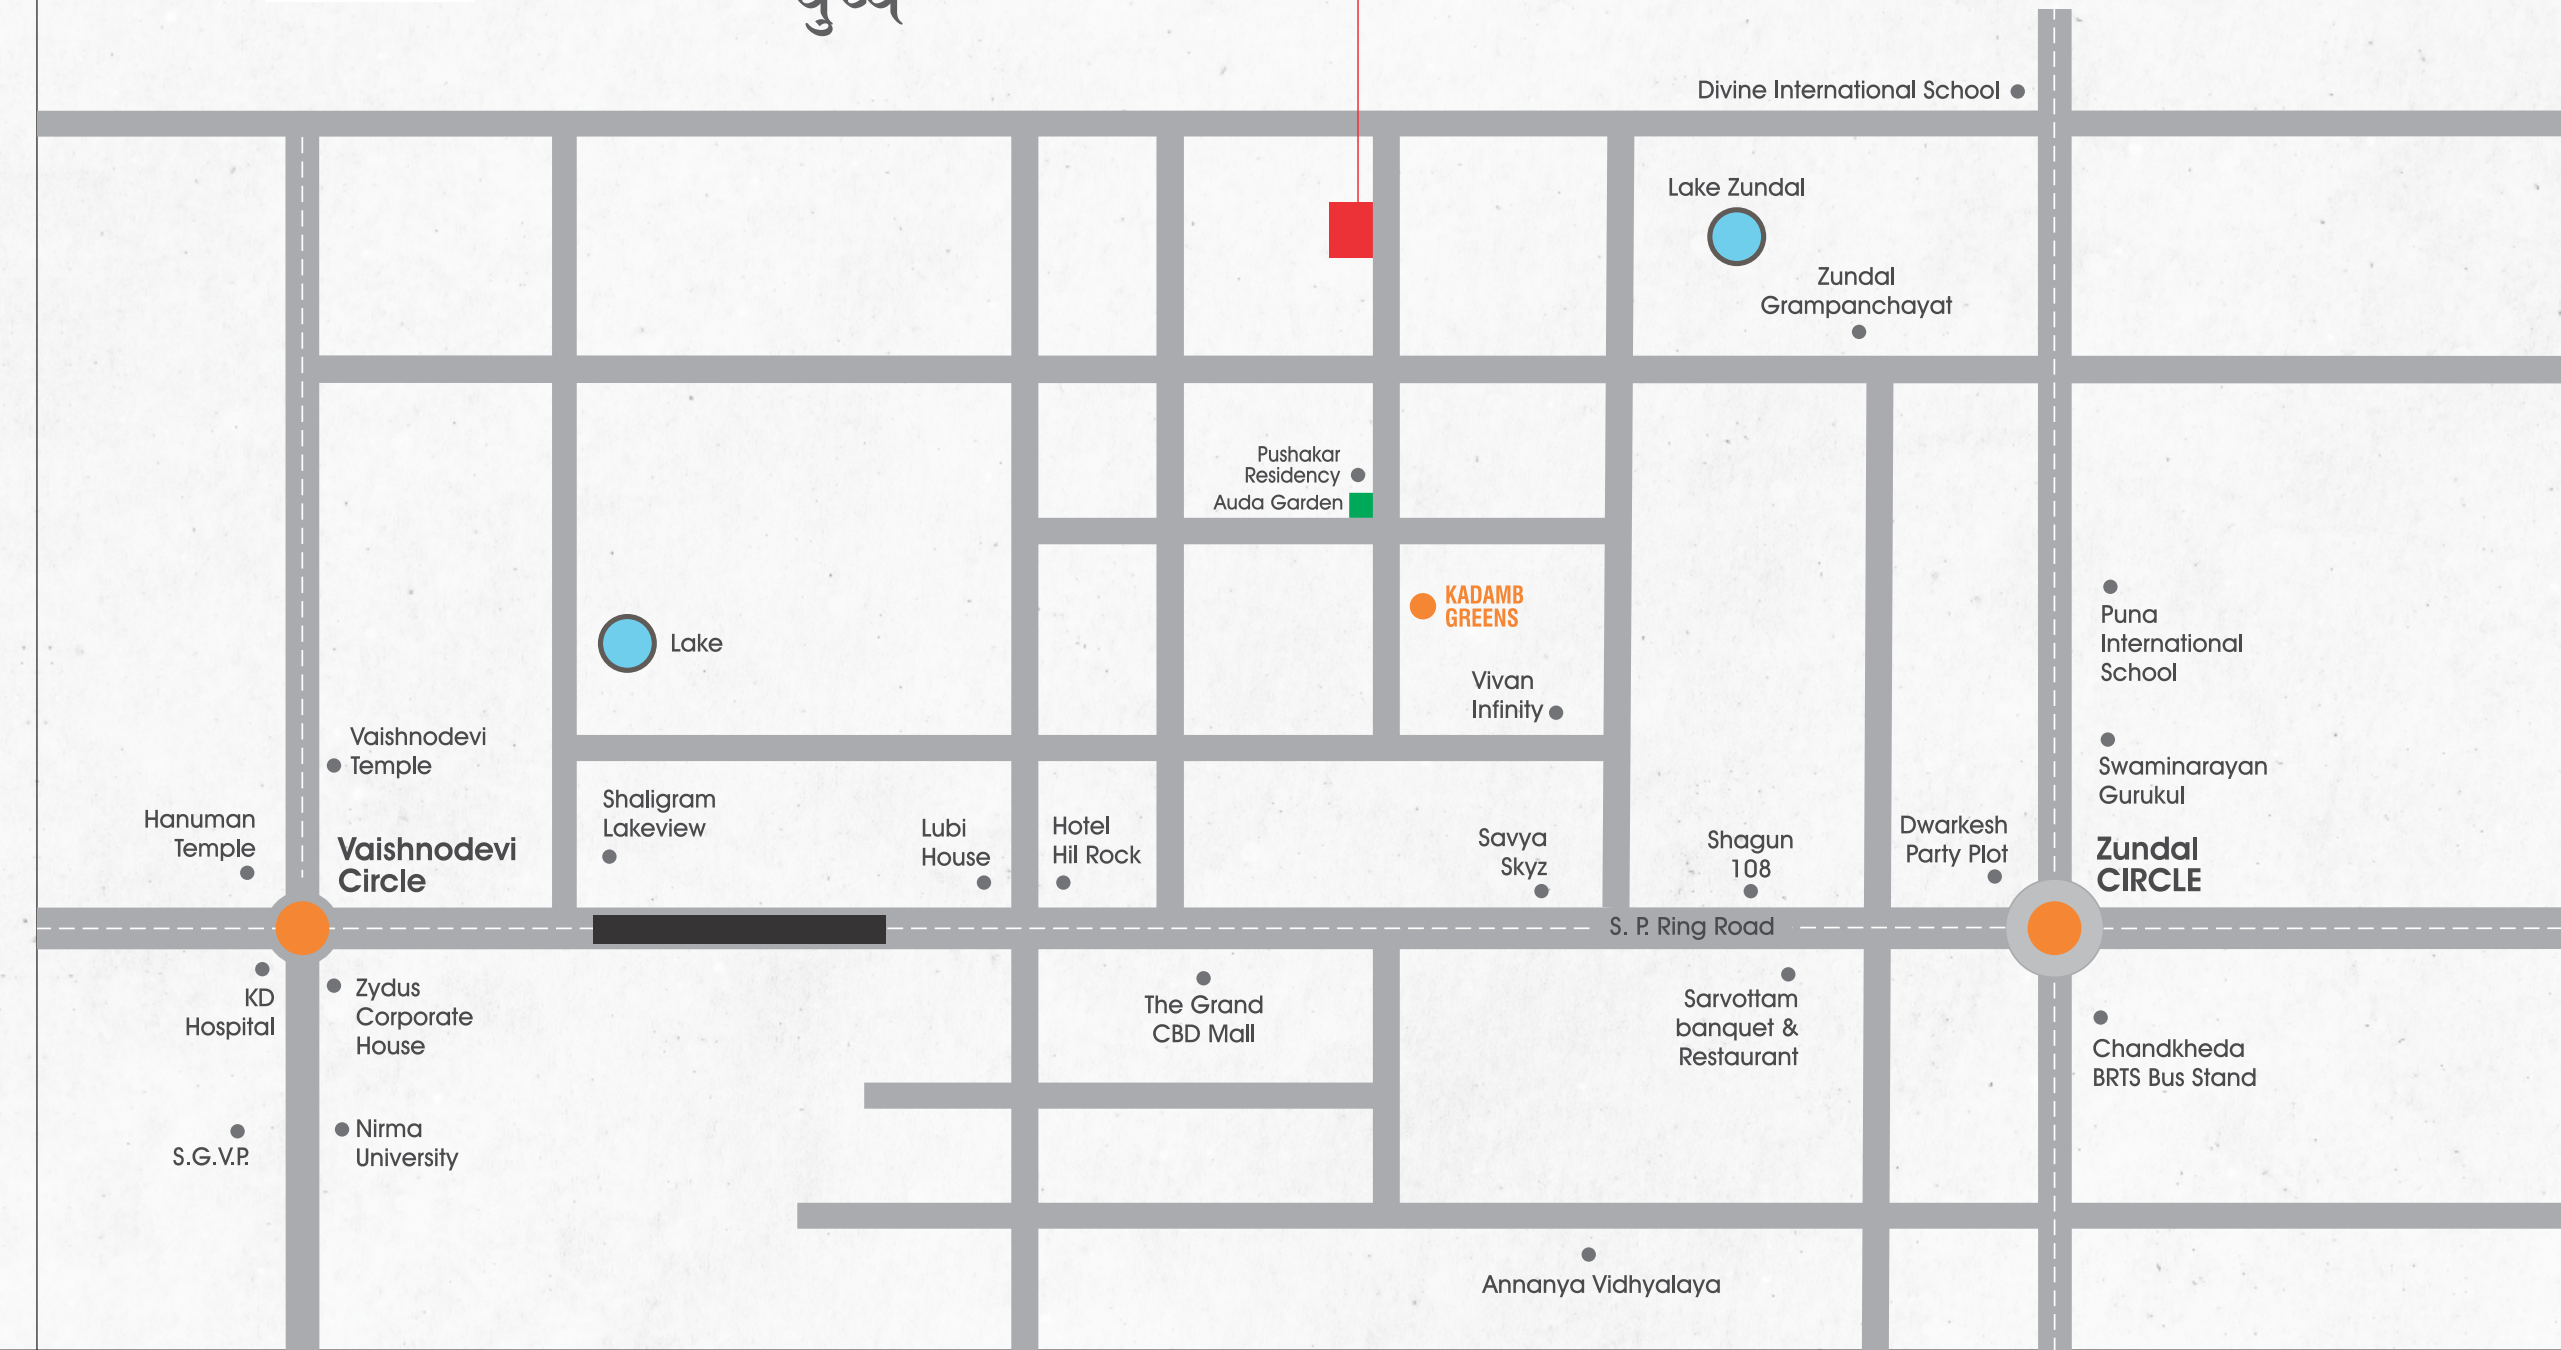 Divine International School
Lake Zundal
Zundal
Grampanchayat
Pushakar
Residency
Auda Garden
KADAMB
GREENS
Puna
International
School
Lake
Vivan
Infinity
Vaishnodevi
Temple
Swaminarayan
Gurukul
Hanuman
Temple
Vaishnodevi
Circle
Shaligram
Lakeview
Lubi
House
Hotel
Hil Rock
Savya
Skyz
Shagun
108
Dwarkesh
Party Plot
Zundal
CIRCLE
S. P. Ring Road
KD
Hospital
Zydus
Corporate
House
The Grand
CBD Mall
Sarvottam
banquet &
Restaurant
Chandkheda
BRTS Bus Stand
S.G.V.P.
Nirma
University
Annanya Vidhyalaya